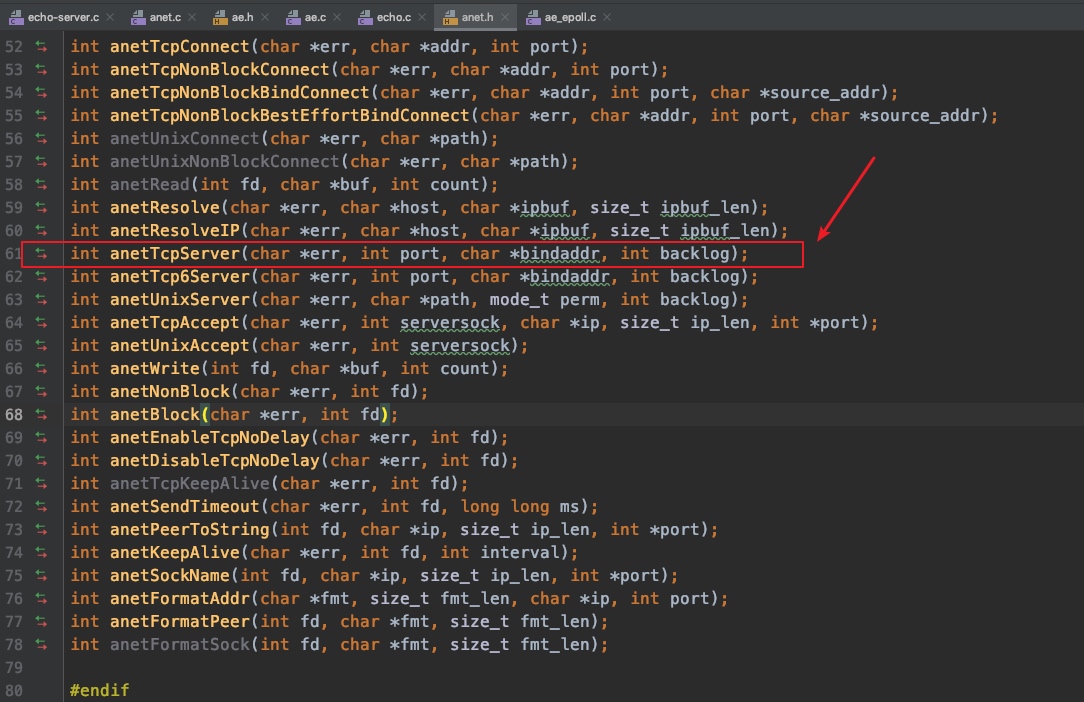 echo-server.c × anet.c × ae.h × ae.c × echo.c × anet.h × ae_epoll.c ×
52 int anetTcpConnect(char *err, char *addr, int port);
53 int anetTcpNonBlockConnect(char *err, char *addr, int port);
54 int anetTcpNonBlockBindConnect(char *err, char *addr, int port, char *source_addr);
55 int anetTcpNonBlockBestEffortBindConnect(char *err, char *addr, int port, char *source_addr);
56 int anetUnixConnect(char *err, char *path);
57 int anetUnixNonBlockConnect(char *err, char *path);
58 int anetRead(int fd, char *buf, int count);
59 int anetResolve(char *err, char *host, char *ipbuf, size_t ipbuf_len);
60 int anetResolveIP(char *err, char *host, char *ipbuf, size_t ipbuf_len);
61 int anetTcpServer(char *err, int port, char *bindaddr, int backlog);
62 int anetTcp6Server(char *err, int port, char *bindaddr, int backlog);
63 int anetUnixServer(char *err, char *path, mode_t perm, int backlog);
64 int anetTcpAccept(char *err, int serversock, char *ip, size_t ip_len, int *port);
65 int anetUnixAccept(char *err, int serversock);
66 int anetWrite(int fd, char *buf, int count);
67 int anetNonBlock(char *err, int fd);
68 int anetBlock(char *err, int fd);
69 int anetEnableTcpNoDelay(char *err, int fd);
70 int anetDisableTcpNoDelay(char *err, int fd);
71 int anetTcpKeepAlive(char *err, int fd);
72 int anetSendTimeout(char *err, int fd, long long ms);
73 int anetPeerToString(int fd, char *ip, size_t ip_len, int *port);
74 int anetKeepAlive(char *err, int fd, int interval);
75 int anetSockName(int fd, char *ip, size_t ip_len, int *port);
76 int anetFormatAddr(char *fmt, size_t fmt_len, char *ip, int port);
77 int anetFormatPeer(int fd, char *fmt, size_t fmt_len);
78 int anetFormatSock(int fd, char *fmt, size_t fmt_len);
79
80 #endif